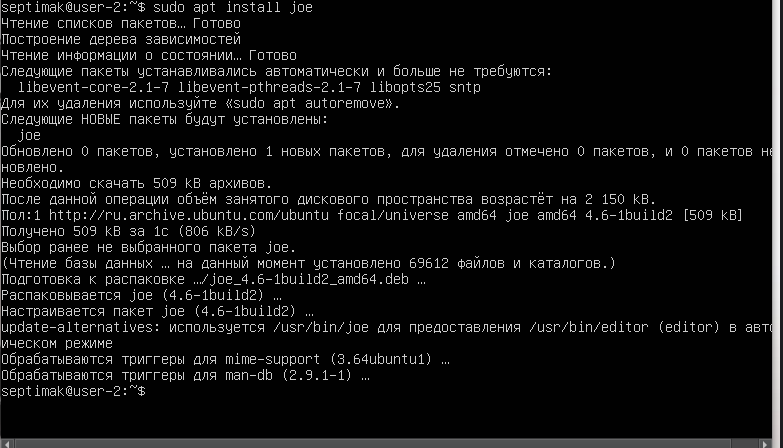 septimak@user-2:~$ sudo apt install joe
Чтение списков пакетов… Готово
Построение дерева зависимостей
Чтение информации о состоянии… Готово
Следующие пакеты устанавливались автоматически и больше не требуются:
  libevent-core-2.1-7 libevent-pthreads-2.1-7 libopts25 sntp
Для их удаления используйте «sudo apt autoremove».
Следующие НОВЫЕ пакеты будут установлены:
  joe
Обновлено 0 пакетов, установлено 1 новых пакетов, для удаления отмечено 0 пакетов, и 0 пакетов не
новлено.
Необходимо скачать 509 kB архивов.
После данной операции объём занятого дискового пространства возрастёт на 2 150 kB.
Пол:1 http://ru.archive.ubuntu.com/ubuntu focal/universe amd64 joe amd64 4.6-1build2 [509 kB]
Получено 509 kB за 1с (806 kB/s)
Выбор ранее не выбранного пакета joe.
(Чтение базы данных … на данный момент установлено 69612 файлов и каталогов.)
Подготовка к распаковке …/joe_4.6-1build2_amd64.deb …
Распаковывается joe (4.6-1build2) …
Настраивается пакет joe (4.6-1build2) …
update-alternatives: используется /usr/bin/joe для предоставления /usr/bin/editor (editor) в авто
ическом режиме
Обрабатываются триггеры для mime-support (3.64ubuntu1) …
Обрабатываются триггеры для man-db (2.9.1-1) …
septimak@user-2:~$